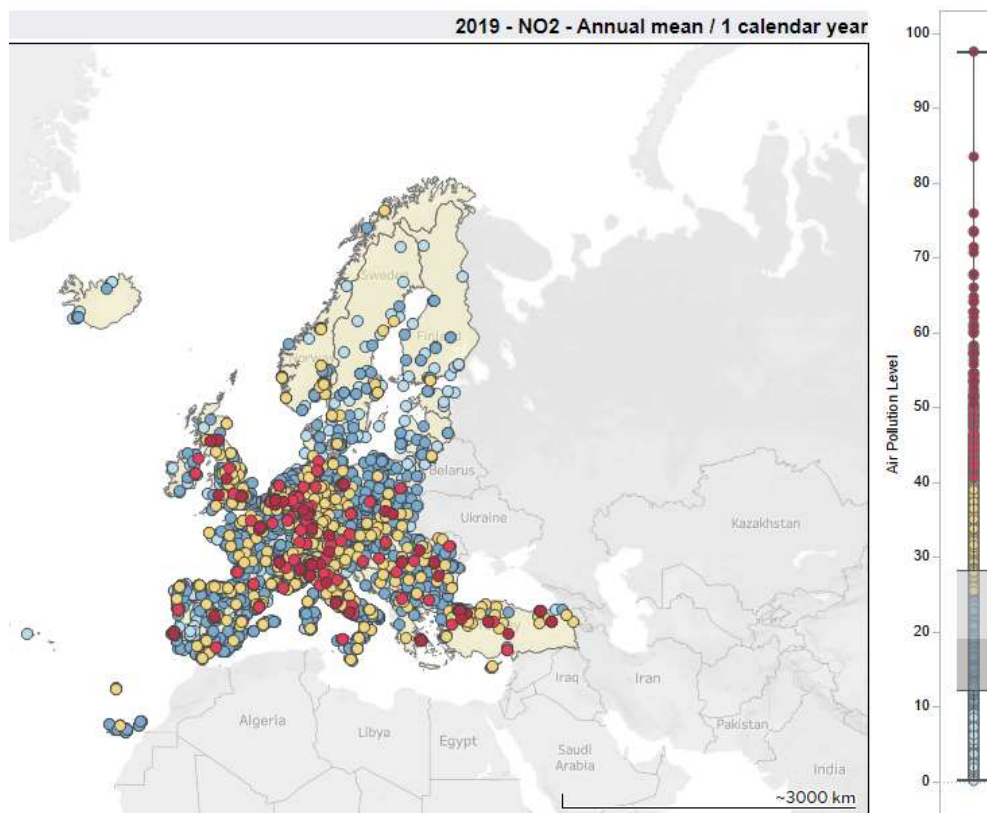 2019 - NO2 - Annual mean / 1 calendar year
Sweden
Finl
Norway
Belarus
Ukraine
Kazakhstan
Iraq
Iran
Algeria
Libya
Egypt
Saudi
Arabia
Pakistan
India
~3000 km
Air Pollution Level
100
90
80
70
60
50
40
30
20
10
0